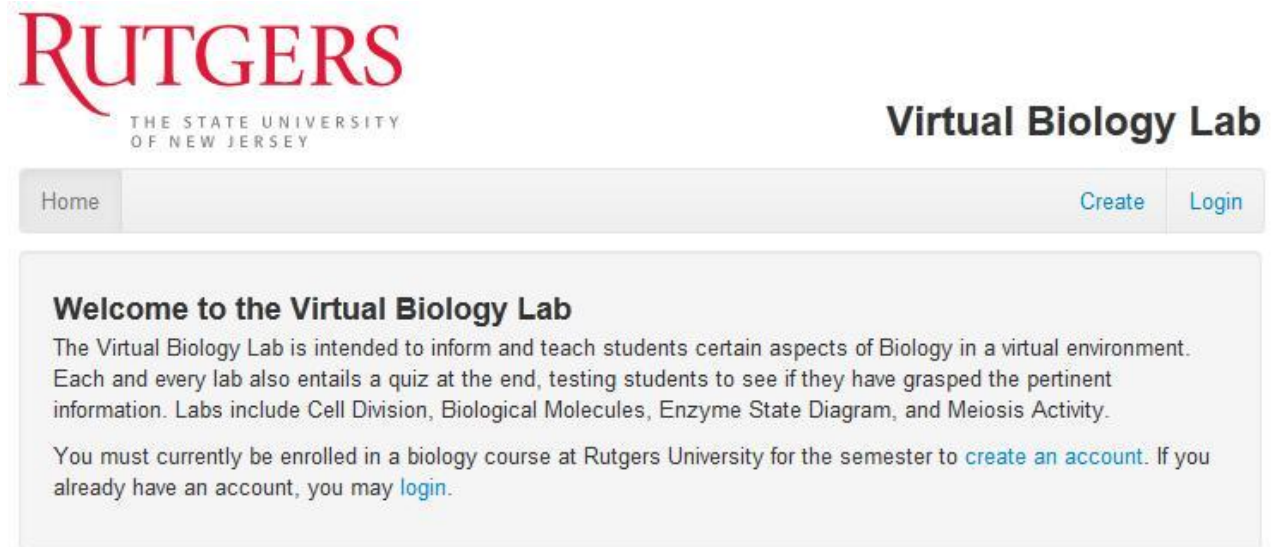 RUTGERS
THE STATE UNIVERSITY
OF NEW JERSEY
Virtual Biology Lab
Home
Create
Login
Welcome to the Virtual Biology Lab
The Virtual Biology Lab is intended to inform and teach students certain aspects of Biology in a virtual environment.
Each and every lab also entails a quiz at the end, testing students to see if they have grasped the pertinent
information. Labs include Cell Division, Biological Molecules, Enzyme State Diagram, and Meiosis Activity.
You must currently be enrolled in a biology course at Rutgers University for the semester to create an account. If you
already have an account, you may login.